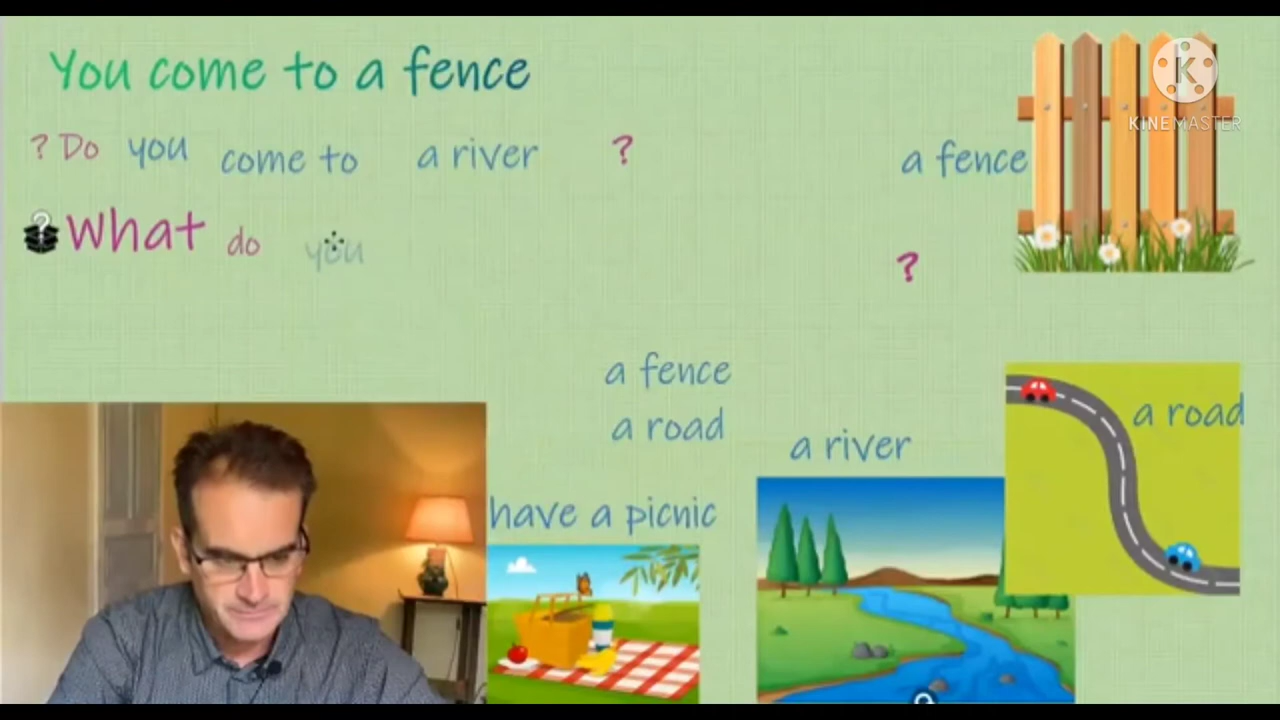 You come to a fence
K
KINEMASTER
? Do you come to a river ?
a fence
? What do you ?
a fence
a road
a road
a river
have a picnic